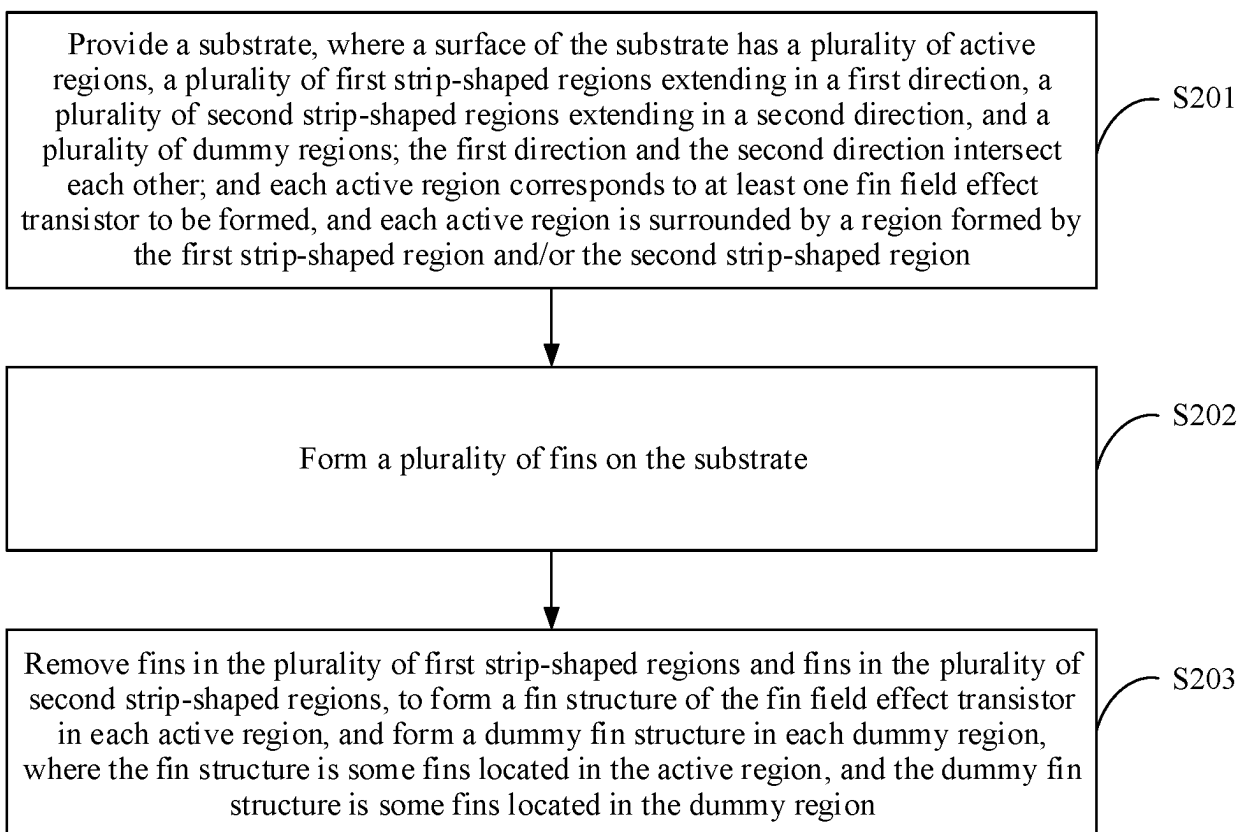 Provide a substrate, where a surface of the substrate has a plurality of active
regions, a plurality of first strip-shaped regions extending in a first direction, a
plurality of second strip-shaped regions extending in a second direction, and a
plurality of dummy regions; the first direction and the second direction intersect
each other; and each active region corresponds to at least one fin field effect
transistor to be formed, and each active region is surrounded by a region formed by
the first strip-shaped region and/or the second strip-shaped region
S201
Form a plurality of fins on the substrate
S202
Remove fins in the plurality of first strip-shaped regions and fins in the plurality of
second strip-shaped regions, to form a fin structure of the fin field effect transistor
in each active region, and form a dummy fin structure in each dummy region,
where the fin structure is some fins located in the active region, and the dummy fin
structure is some fins located in the dummy region
S203